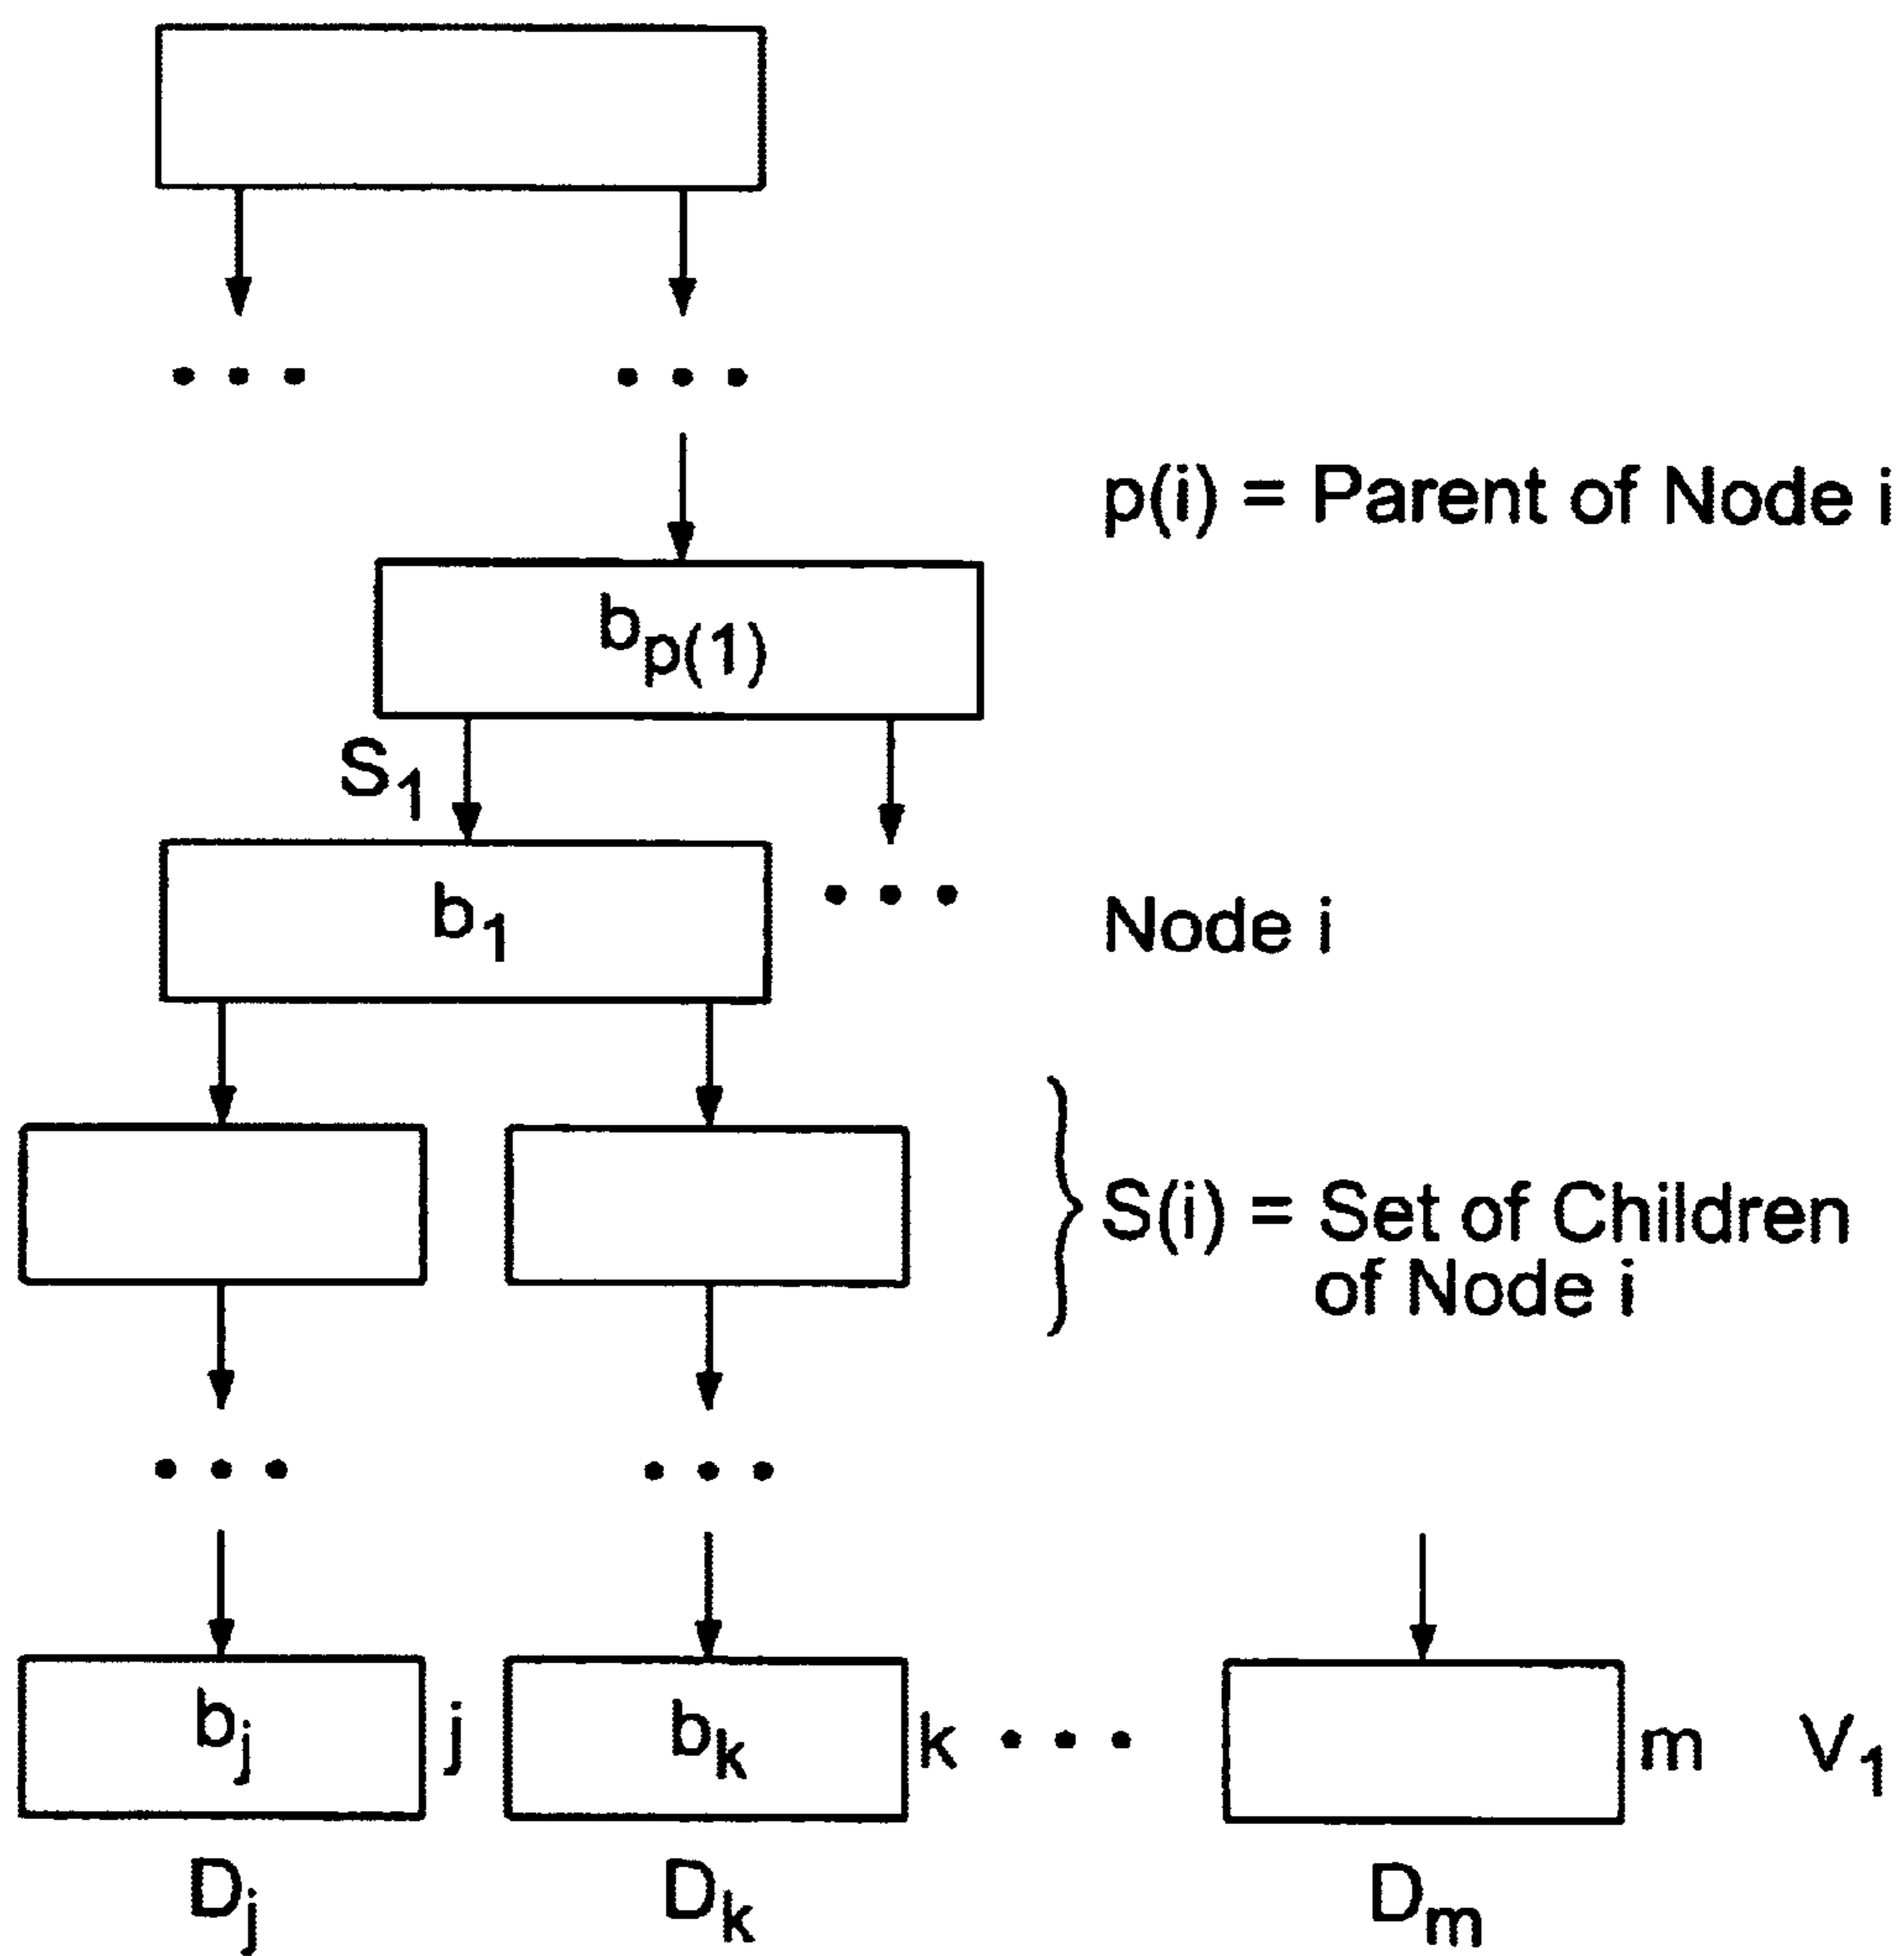 p(i) = Parent of Node i
b_p(1)
S_1
b_1
Node i
S(i) = Set of Children
of Node i
b_j j b_k k m V_1
D_j D_k D_m